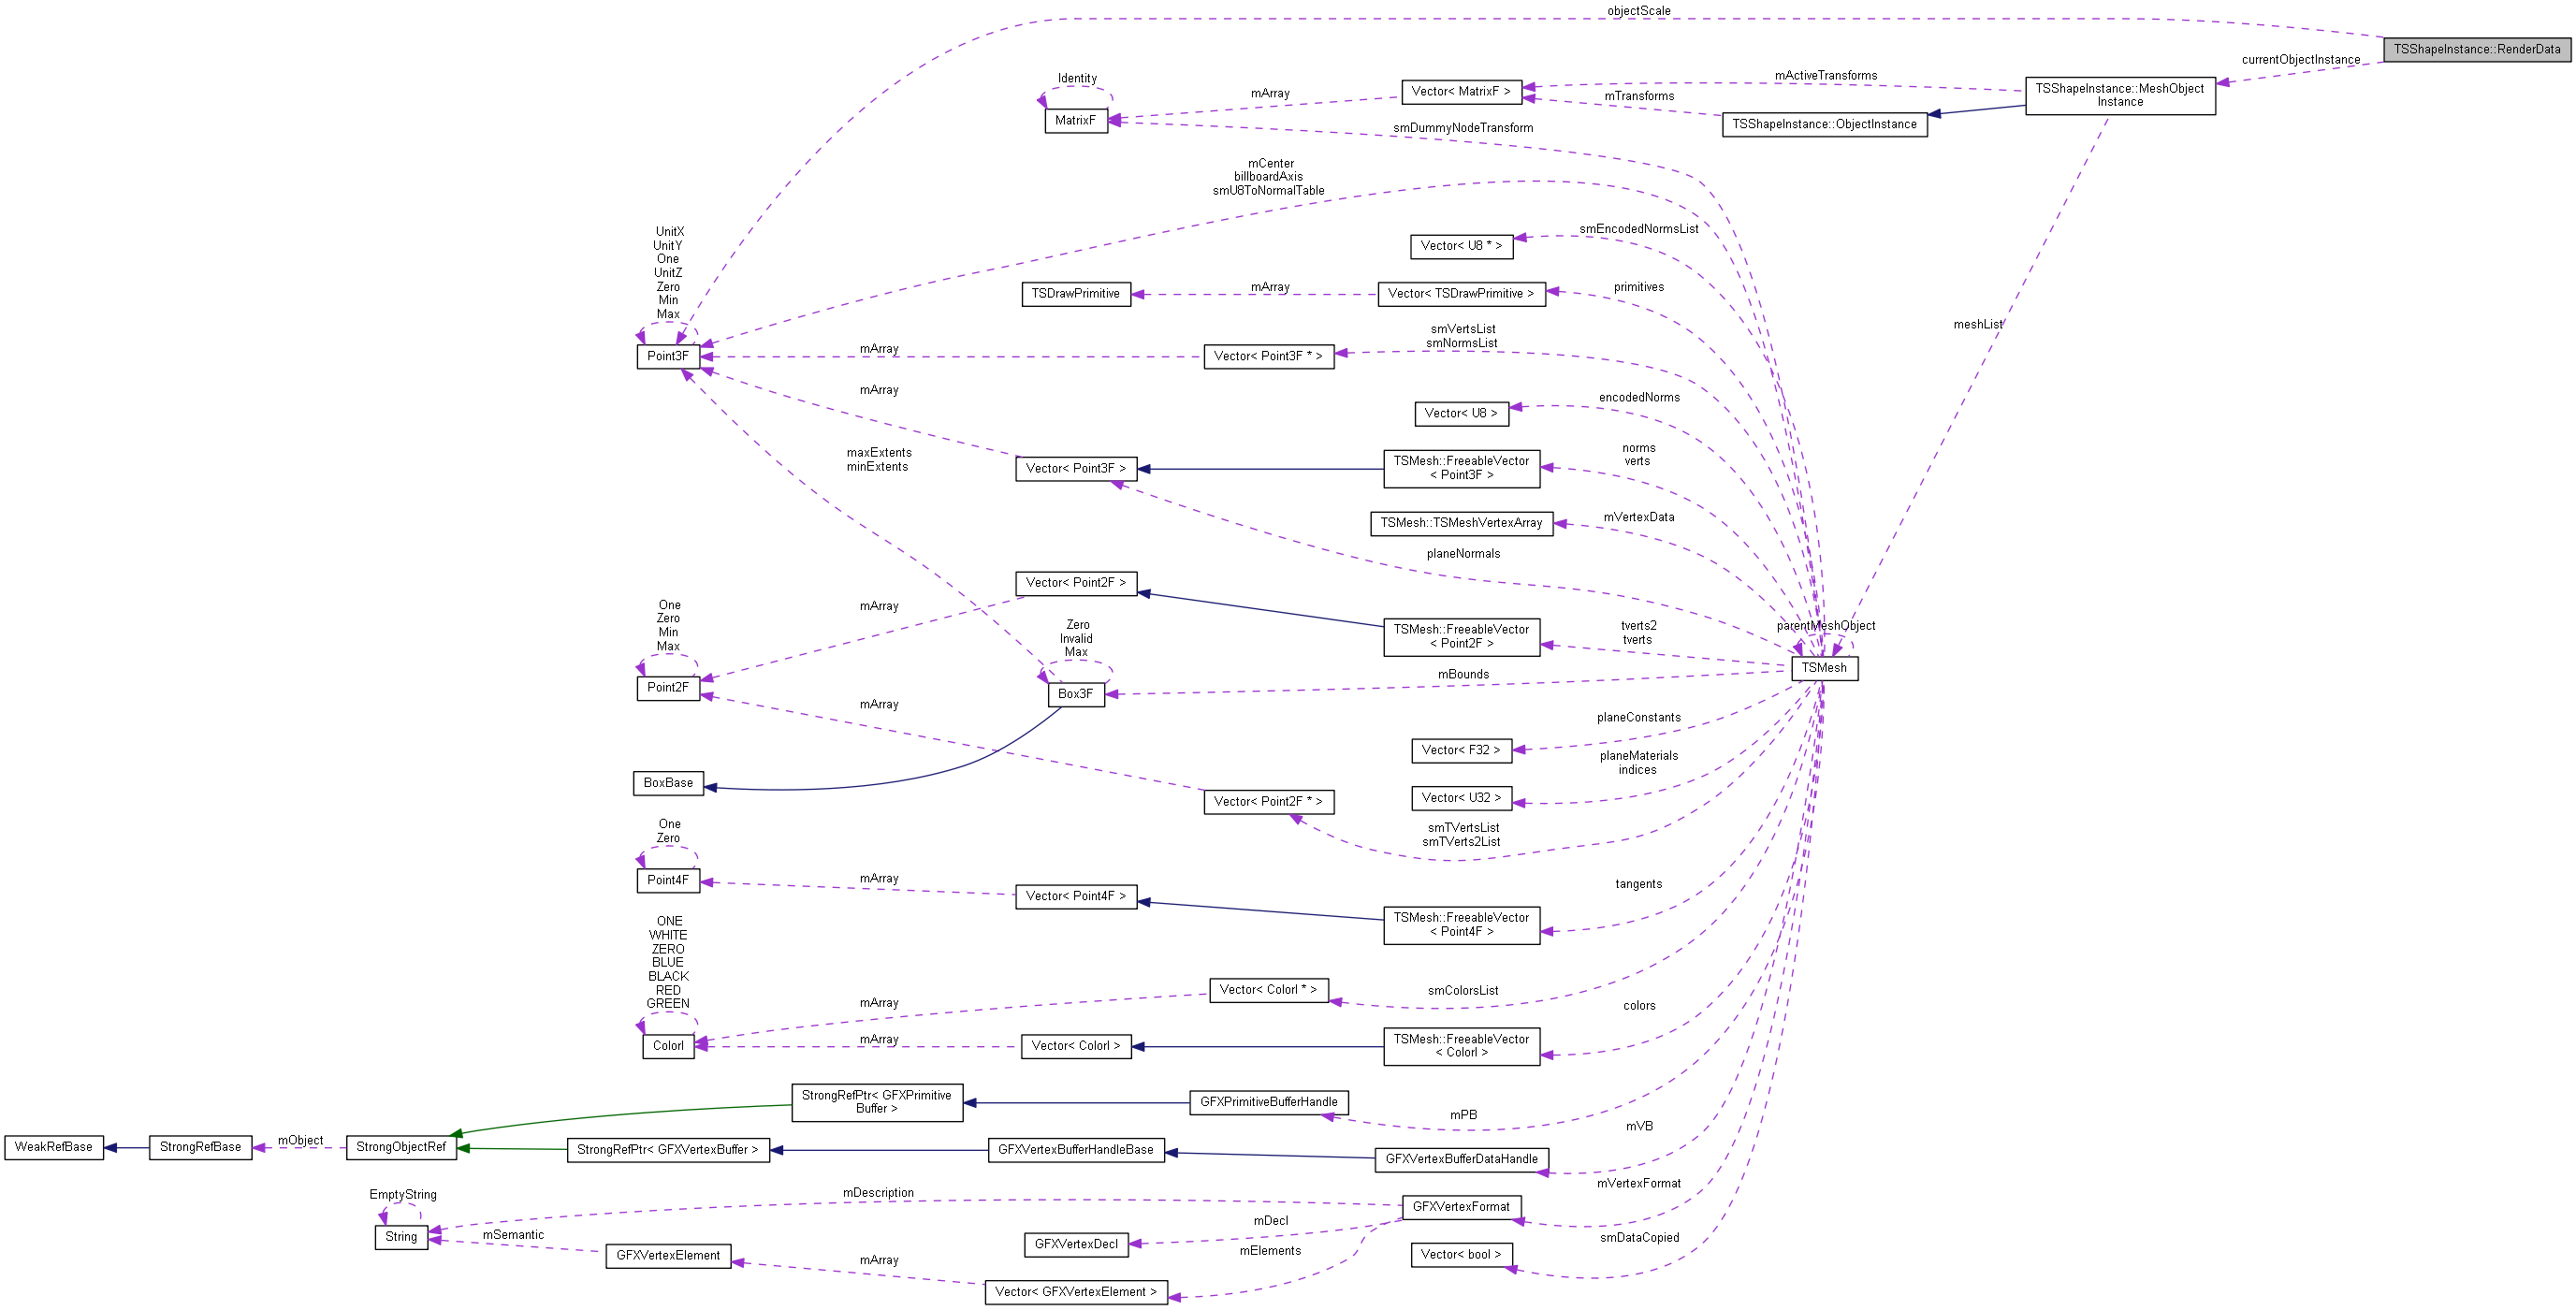 objectScale
TSShapeInstance::RenderData
currentObjectInstance
Identity
mActiveTransforms
TSShapeInstance::MeshObject
Instance
Vector< MatrixF >
mArray
mTransforms
MatrixF
TSShapeInstance::ObjectInstance
smDummyNodeTransform
mCenter
billboardAxis
smU8ToNormalTable
UnitX
UnitY
One
UnitZ
Zero
Min
Max
smEncodedNormsList
Vector< U8 * >
TSDrawPrimitive
mArray
Vector< TSDrawPrimitive >
primitives
meshList
smVertsList
smNormsList
Point3F
mArray
Vector< Point3F * >
mArray
encodedNorms
Vector< U8 >
maxExtents
minExtents
Vector< Point3F >
TSMesh::FreeableVector
< Point3F >
norms
verts
TSMesh::TSMeshVertexArray
mVertexData
planeNormals
Vector< Point2F >
One
Zero
Min
Max
mArray
Zero
Invalid
Max
TSMesh::FreeableVector
< Point2F >
tverts2
tverts
parentMeshObject
TSMesh
Point2F
Box3F
mBounds
mArray
planeConstants
Vector< F32 >
BoxBase
planeMaterials
indices
Vector< Point2F * >
Vector< U32 >
One
Zero
smTVertsList
smTVerts2List
Point4F
mArray
Vector< Point4F >
tangents
TSMesh::FreeableVector
< Point4F >
ONE
WHITE
ZERO
BLUE
BLACK
RED
GREEN
mArray
Vector< ColorI * >
smColorsList
colors
ColorI
mArray
Vector< ColorI >
TSMesh::FreeableVector
< ColorI >
StrongRefPtr< GFXPrimitive
Buffer >
GFXPrimitiveBufferHandle
mPB
mVB
WeakRefBase
StrongRefBase
mObject
StrongObjectRef
StrongRefPtr< GFXVertexBuffer >
GFXVertexBufferHandleBase
GFXVertexBufferDataHandle
EmptyString
mDescription
mVertexFormat
GFXVertexFormat
String
mSemantic
GFXVertexElement
mDecl
GFXVertexDecl
mElements
smDataCopied
Vector< bool >
mArray
Vector< GFXVertexElement >